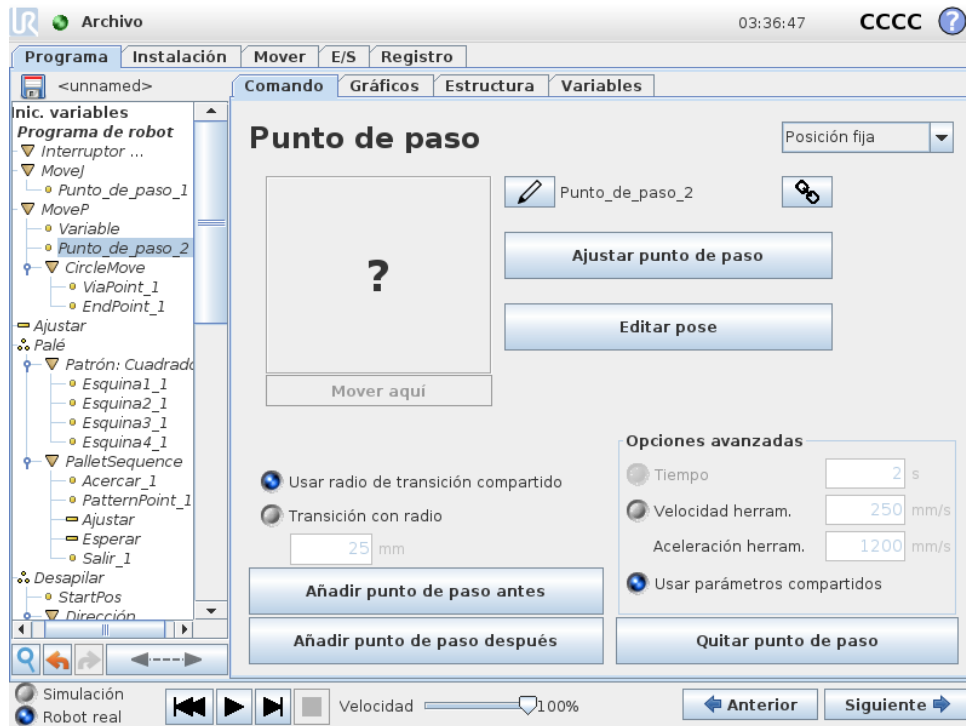 UR Archivo 03:36:47 CCCC ?
Programa Instalación Mover E/S Registro
<unnamed>
Comando Gráficos Estructura Variables
Inic. variables
Programa de robot
Interruptor ...
MoveJ
Punto_de_paso_1
MoveP
Variable
Punto_de_paso_2
CircleMove
ViaPoint_1
EndPoint_1
Ajustar
Palé
Patrón: Cuadrado
Esquina1_1
Esquina2_1
Esquina3_1
Esquina4_1
PalletSequence
Acercar_1
PatternPoint_1
Ajustar
Esperar
Salir_1
Desapilar
StartPos
Dirección
Punto de paso
Posición fija
?
Punto_de_paso_2
Ajustar punto de paso
Editar pose
Mover aquí
Usar radio de transición compartido
Transición con radio
25 mm
Opciones avanzadas
Tiempo 2 s
Velocidad herram. 250 mm/s
Aceleración herram. 1200 mm/s
Usar parámetros compartidos
Añadir punto de paso antes
Añadir punto de paso después
Quitar punto de paso
Simulación
Robot real
Velocidad 100%
Anterior
Siguiente